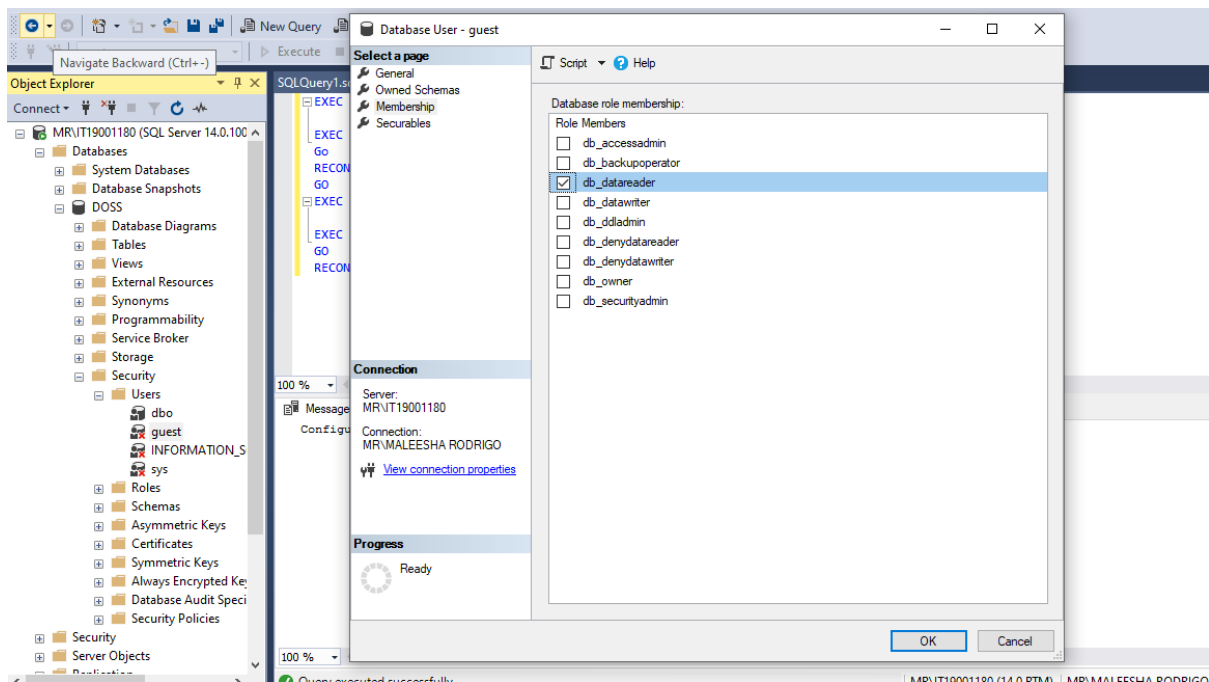 New Query
Execute
Navigate Backward (Ctrl+-)
Object Explorer
Connect
MR\IT19001180 (SQL Server 14.0.100
Databases
System Databases
Database Snapshots
DOSS
Database Diagrams
Tables
Views
External Resources
Synonyms
Programmability
Service Broker
Storage
Security
Users
dbo
guest
INFORMATION_S
sys
Roles
Schemas
Asymmetric Keys
Certificates
Symmetric Keys
Always Encrypted Key
Database Audit Speci
Security Policies
Security
Server Objects
Replication
SQLQuery1.s
EXEC
EXEC
Go
RECON
GO
EXEC
EXEC
GO
RECON
100 %
Message
Configu
100 %
Query executed successfully
MR\IT19001180 (14.0 RTM)
MR\MALEESHA RODRIGO
Database User - guest
Select a page
General
Owned Schemas
Membership
Securables
Connection
Server:
MR\IT19001180
Connection:
MR\MALEESHA RODRIGO
View connection properties
Progress
Ready
Script
Help
Database role membership:
Role Members
db_accessadmin
db_backupoperator
db_datareader
db_datawriter
db_ddladmin
db_denydatareader
db_denydatawriter
db_owner
db_securityadmin
OK
Cancel